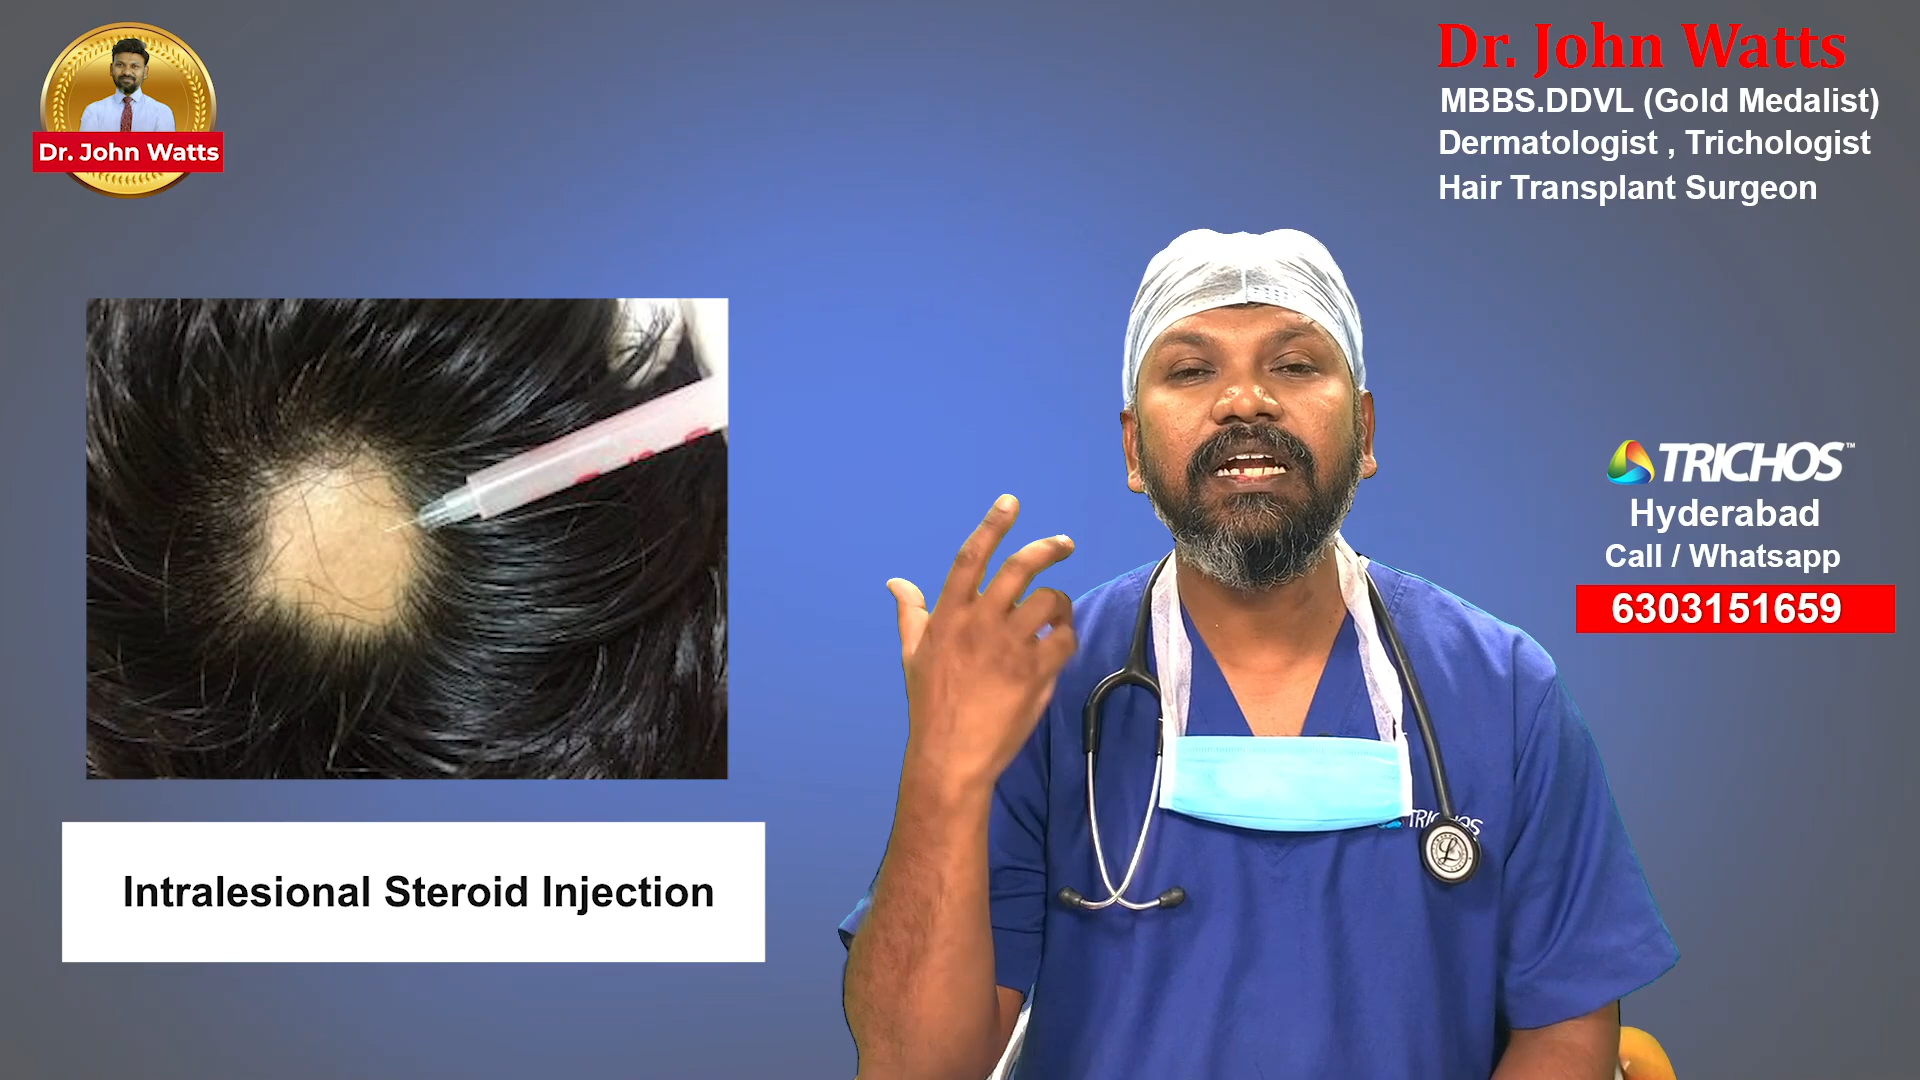 Dr. John Watts
Dr. John Watts
MBBS.DDVL (Gold Medalist)
Dermatologist , Trichologist
Hair Transplant Surgeon
TRICHOS™
Hyderabad
Call / Whatsapp
6303151659
TRICHOS
Intralesional Steroid Injection